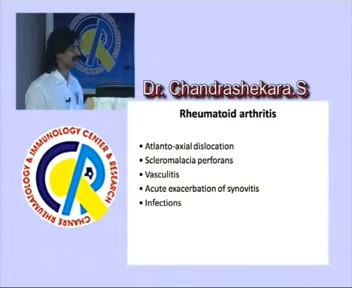 Dr. Chandrashekara.S
Rheumatoid arthritis
• Atlanto-axial dislocation
• Scleromalacia perforans
• Vasculitis
• Acute exacerbation of synovitis
• Infections
CHANRE RHEUMATOLOGY & IMMUNOLOGY CENTER & RESEARCH